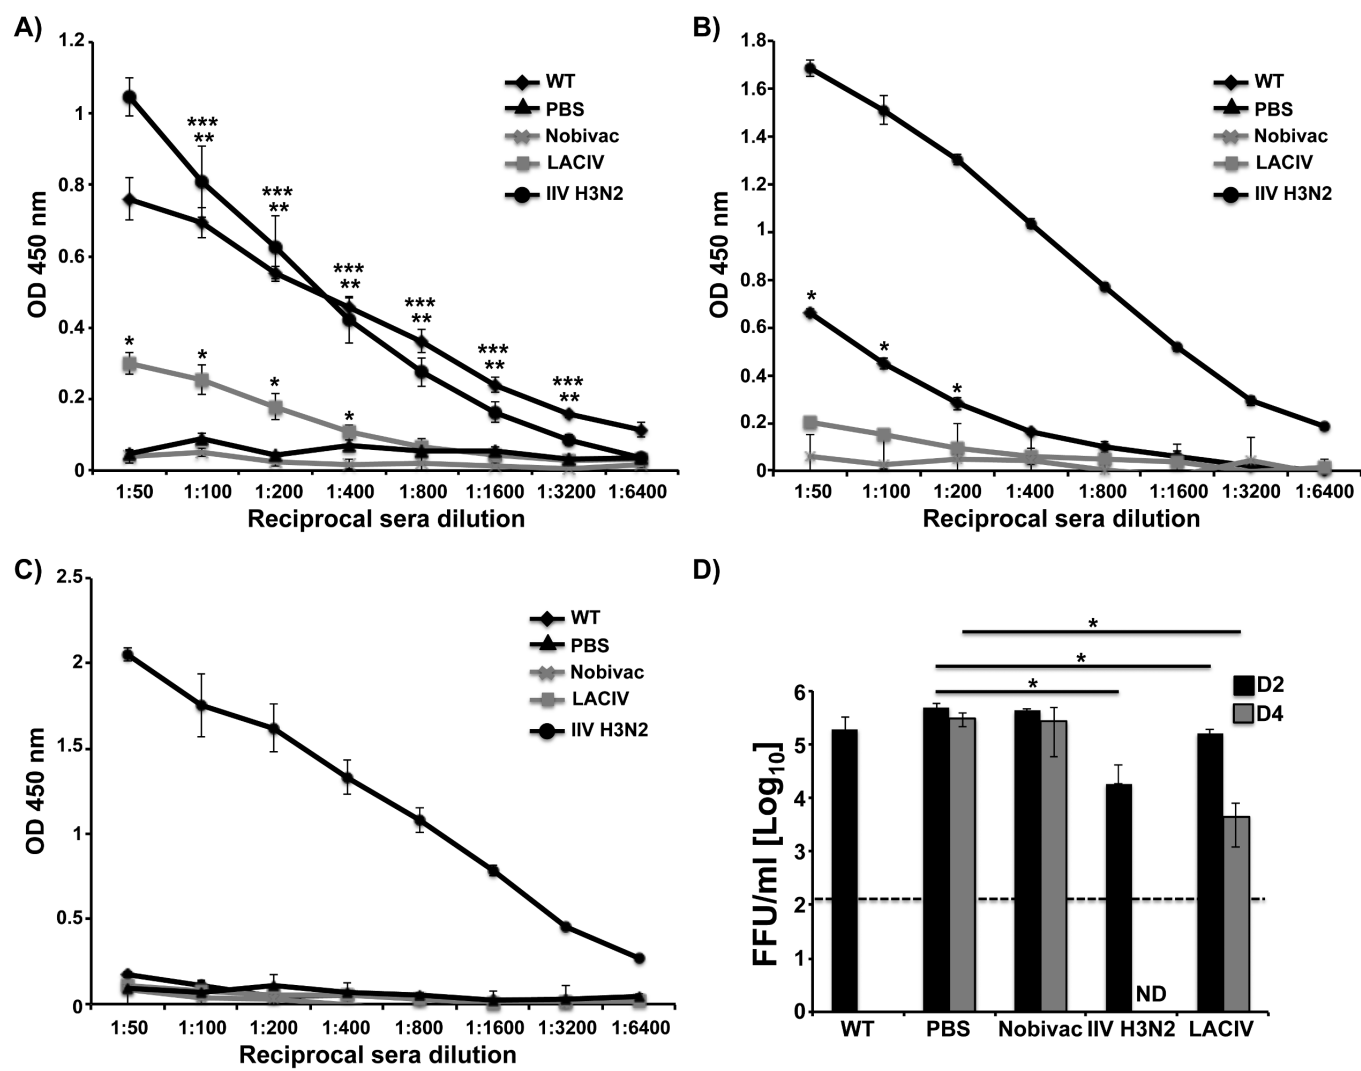 A)
1.2
1
0.8
0.6
0.4
0.2
0
OD 450 nm
WT
PBS
Nobivac
LACIV
IIV H3N2
***
**
***
**
***
**
***
**
***
**
***
**
*
*
*
*
1:50 1:100 1:200 1:400 1:800 1:1600 1:3200 1:6400
Reciprocal sera dilution
B)
1.8
1.6
1.4
1.2
1
0.8
0.6
0.4
0.2
0
OD 450 nm
WT
PBS
Nobivac
LACIV
IIV H3N2
*
*
*
1:50 1:100 1:200 1:400 1:800 1:1600 1:3200 1:6400
Reciprocal sera dilution
C)
2.5
2
1.5
1
0.5
0
OD 450 nm
WT
PBS
Nobivac
LACIV
IIV H3N2
1:50 1:100 1:200 1:400 1:800 1:1600 1:3200 1:6400
Reciprocal sera dilution
D)
*
*
*
D2
D4
6
5
4
3
2
1
0
FFU/ml [Log10]
ND
WT PBS Nobivac IIV H3N2 LACIV